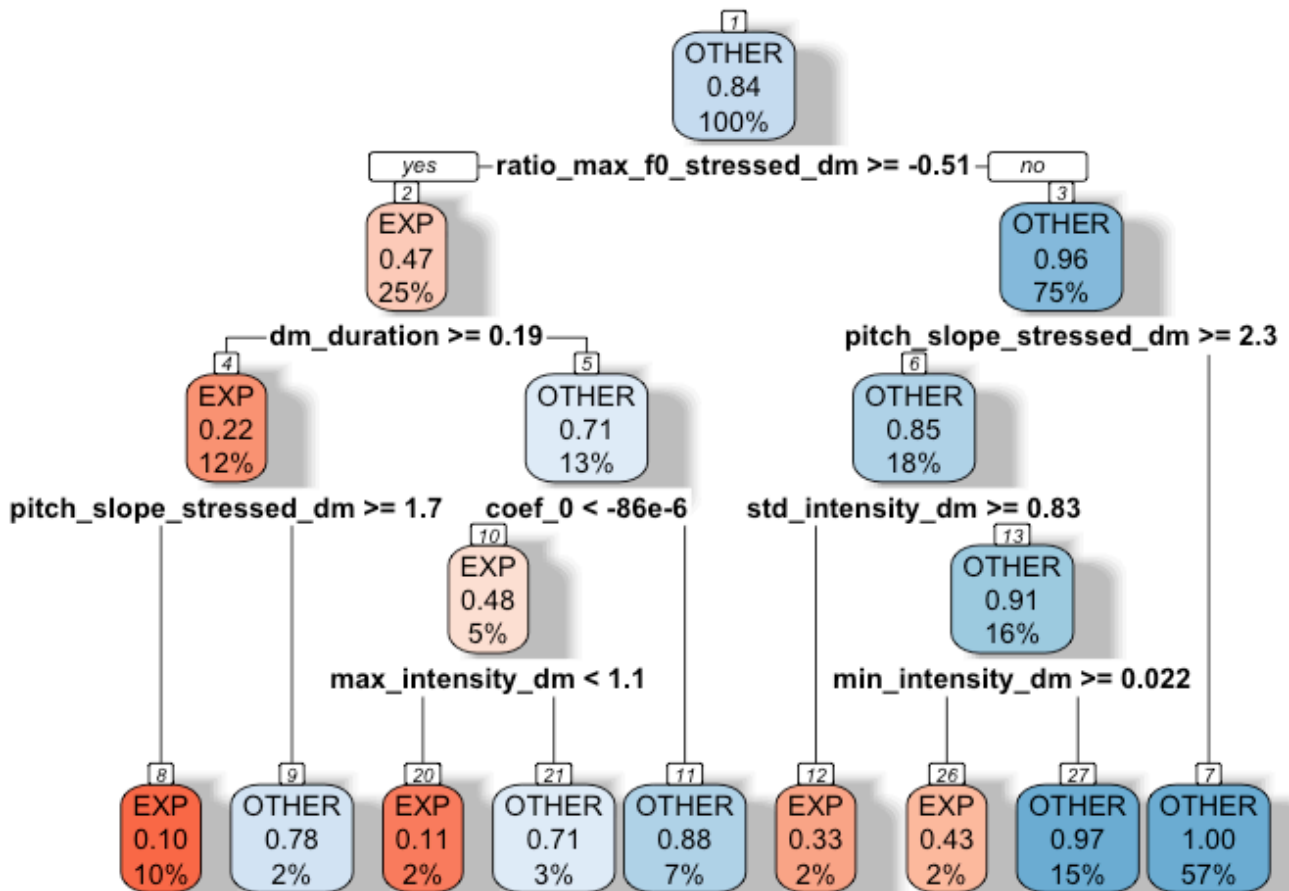 1
OTHER
0.84
100%
yes ratio_max_f0_stressed_dm >= -0.51 no
2
EXP
0.47
25%
3
OTHER
0.96
75%
dm_duration >= 0.19
pitch_slope_stressed_dm >= 2.3
4
EXP
0.22
12%
5
OTHER
0.71
13%
6
OTHER
0.85
18%
pitch_slope_stressed_dm >= 1.7
coef_0 < -86e-6
std_intensity_dm >= 0.83
10
EXP
0.48
5%
13
OTHER
0.91
16%
max_intensity_dm < 1.1
min_intensity_dm >= 0.022
8
EXP
0.10
10%
9
OTHER
0.78
2%
20
EXP
0.11
2%
21
OTHER
0.71
3%
11
OTHER
0.88
7%
12
EXP
0.33
2%
26
EXP
0.43
2%
27
OTHER
0.97
15%
7
OTHER
1.00
57%